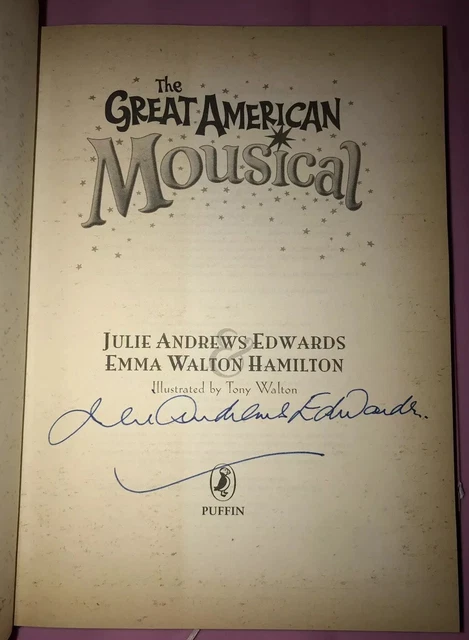 The
GREAT AMERICAN
Mousical
JULIE ANDREWS EDWARDS
&
EMMA WALTON HAMILTON
Illustrated by Tony Walton
Julie Andrews Edwards.
PUFFIN